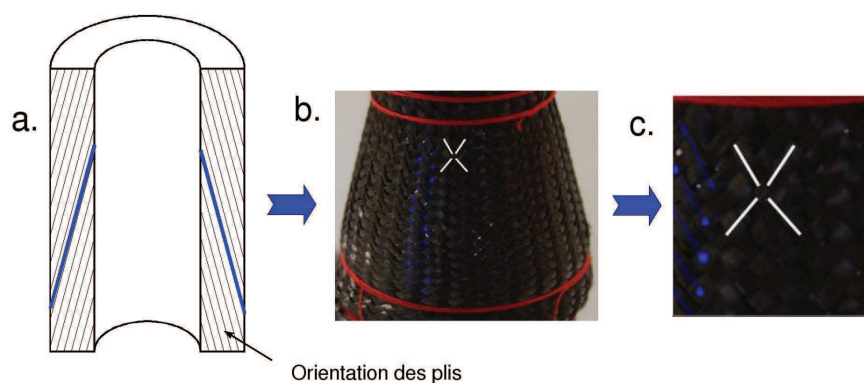 a.
b.
c.
Orientation des plis